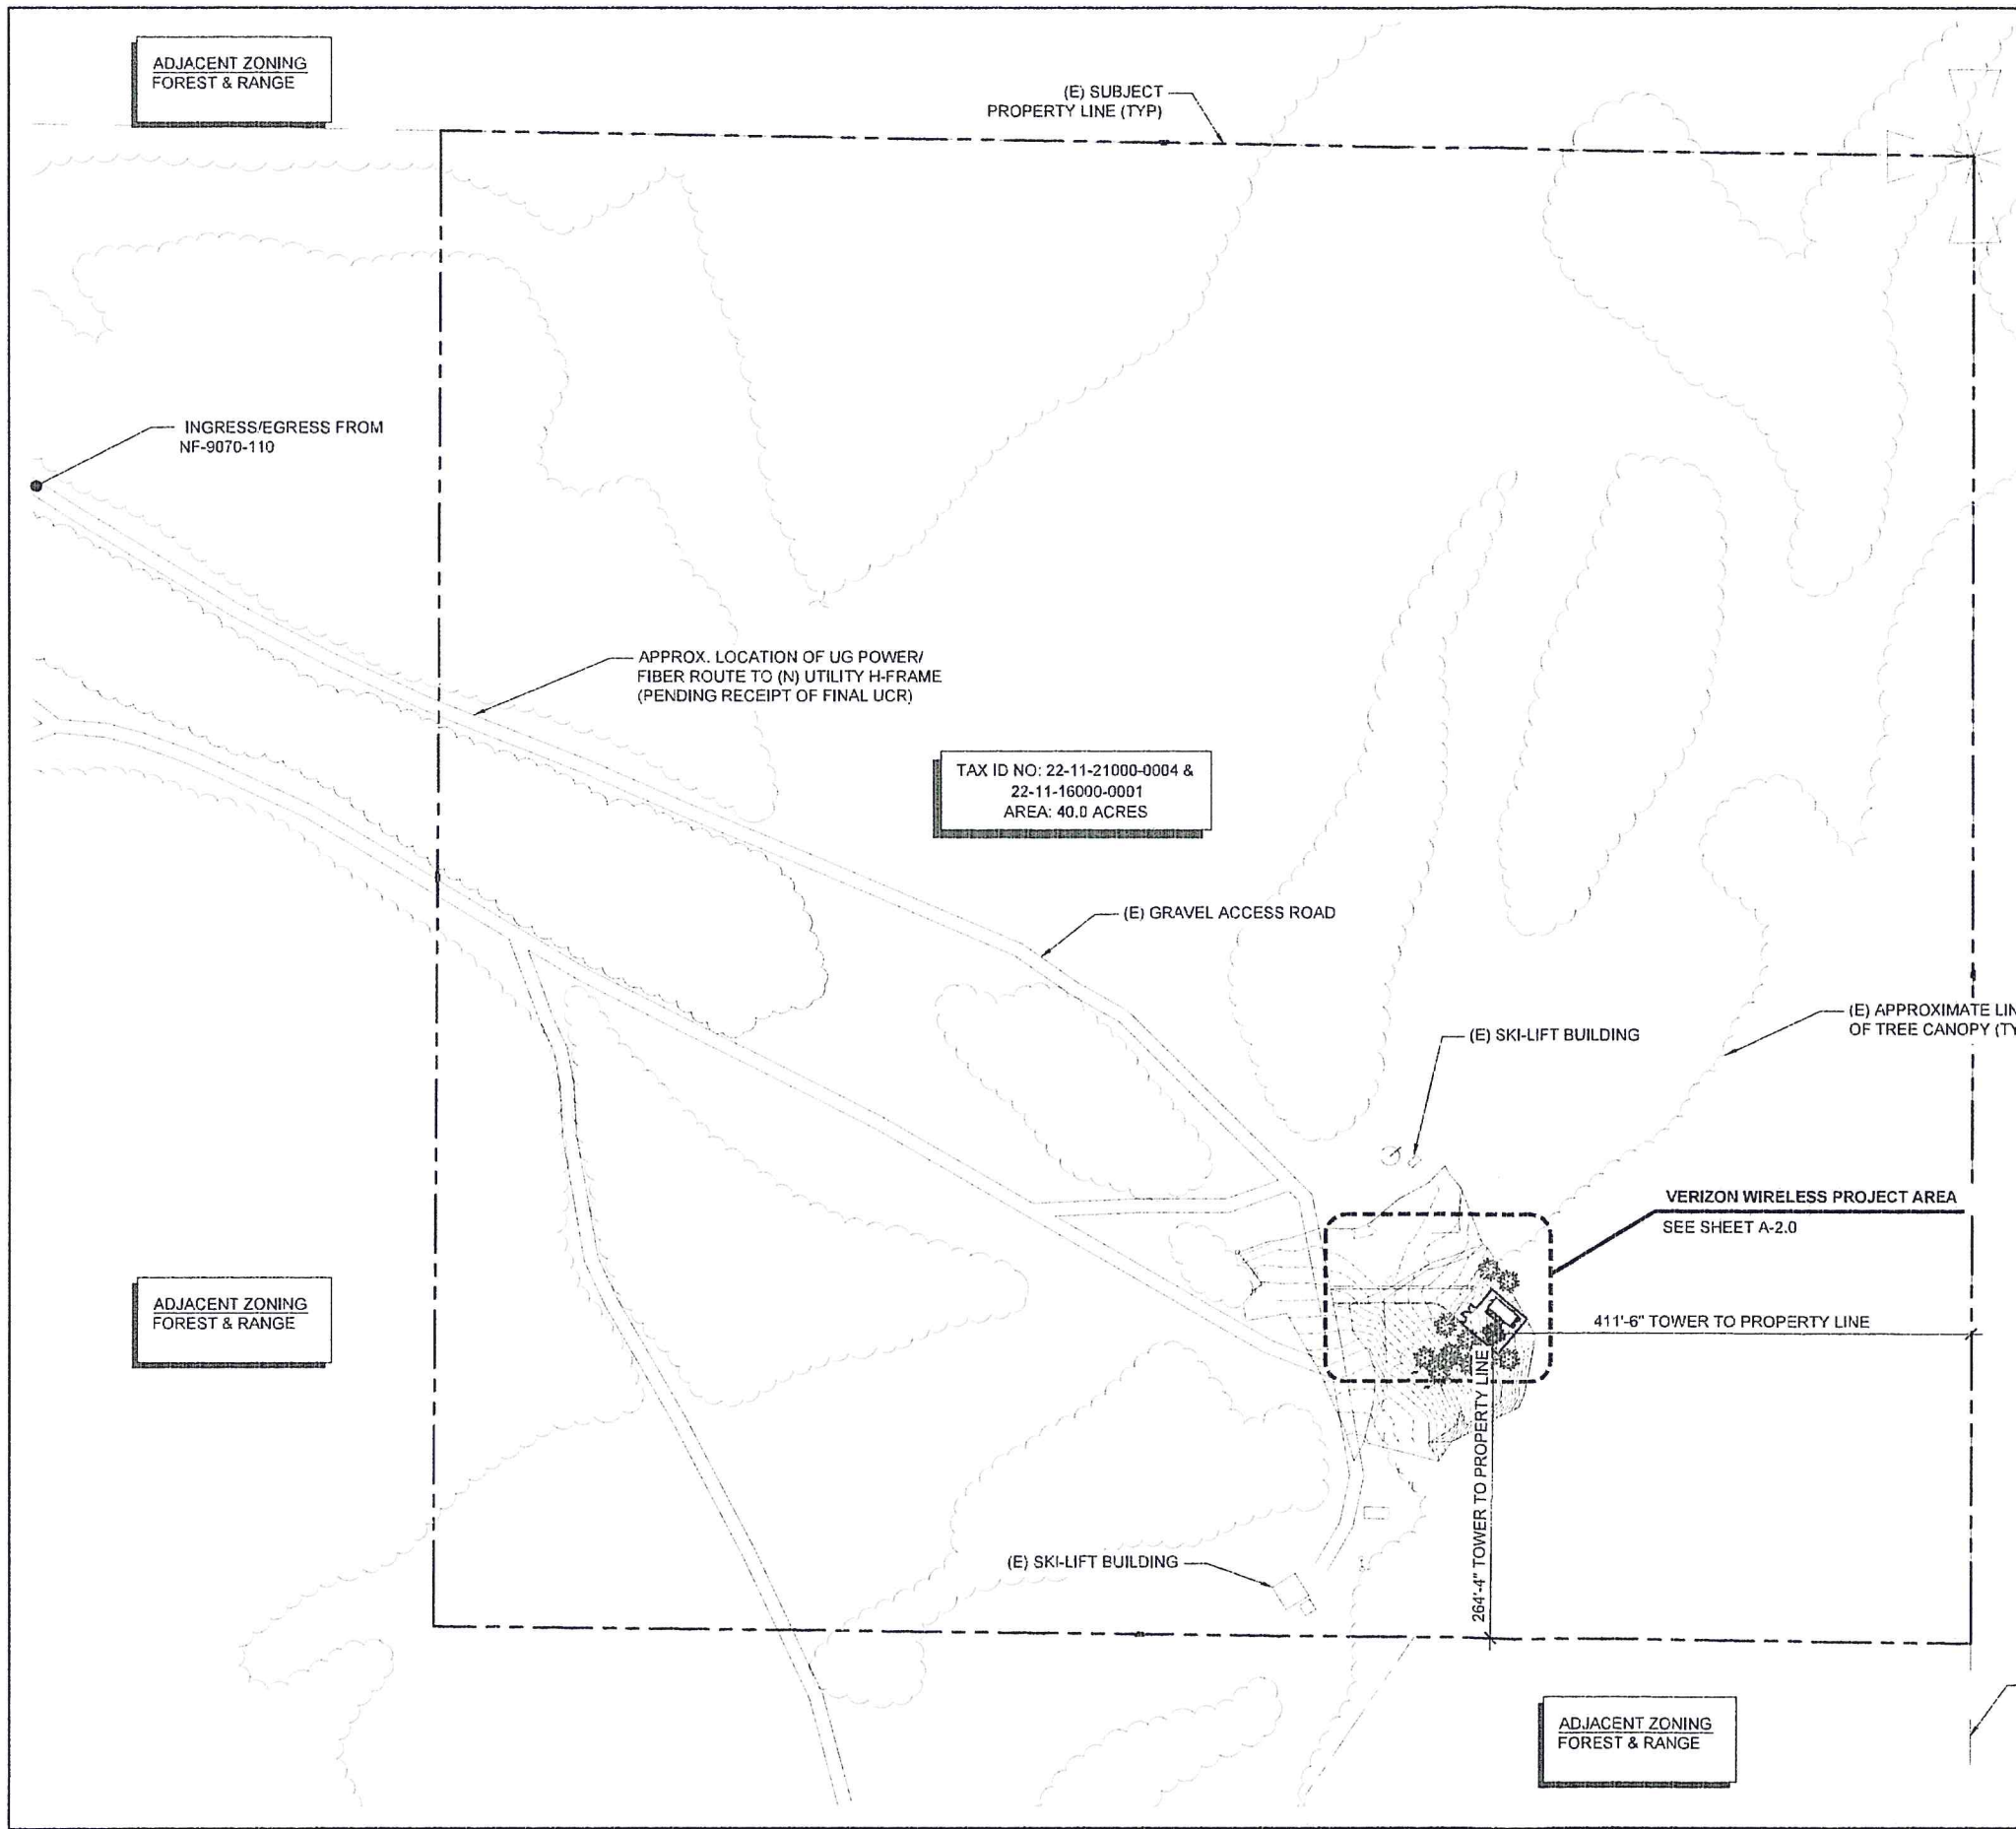 ADJACENT ZONING
FOREST & RANGE
(E) SUBJECT
PROPERTY LINE (TYP)
INGRESS/EGRESS FROM
NF-9070-110
APPROX. LOCATION OF UG POWER/
FIBER ROUTE TO (N) UTILITY H-FRAME
(PENDING RECEIPT OF FINAL UCR)
TAX ID NO: 22-11-21000-0004 &
22-11-16000-0001
AREA: 40.0 ACRES
(E) GRAVEL ACCESS ROAD
(E) SKI-LIFT BUILDING
(E) APPROXIMATE LIN
OF TREE CANOPY (TY
VERIZON WIRELESS PROJECT AREA
SEE SHEET A-2.0
ADJACENT ZONING
FOREST & RANGE
411'-6" TOWER TO PROPERTY LINE
264'-4" TOWER TO PROPERTY LINE
(E) SKI-LIFT BUILDING
ADJACENT ZONING
FOREST & RANGE